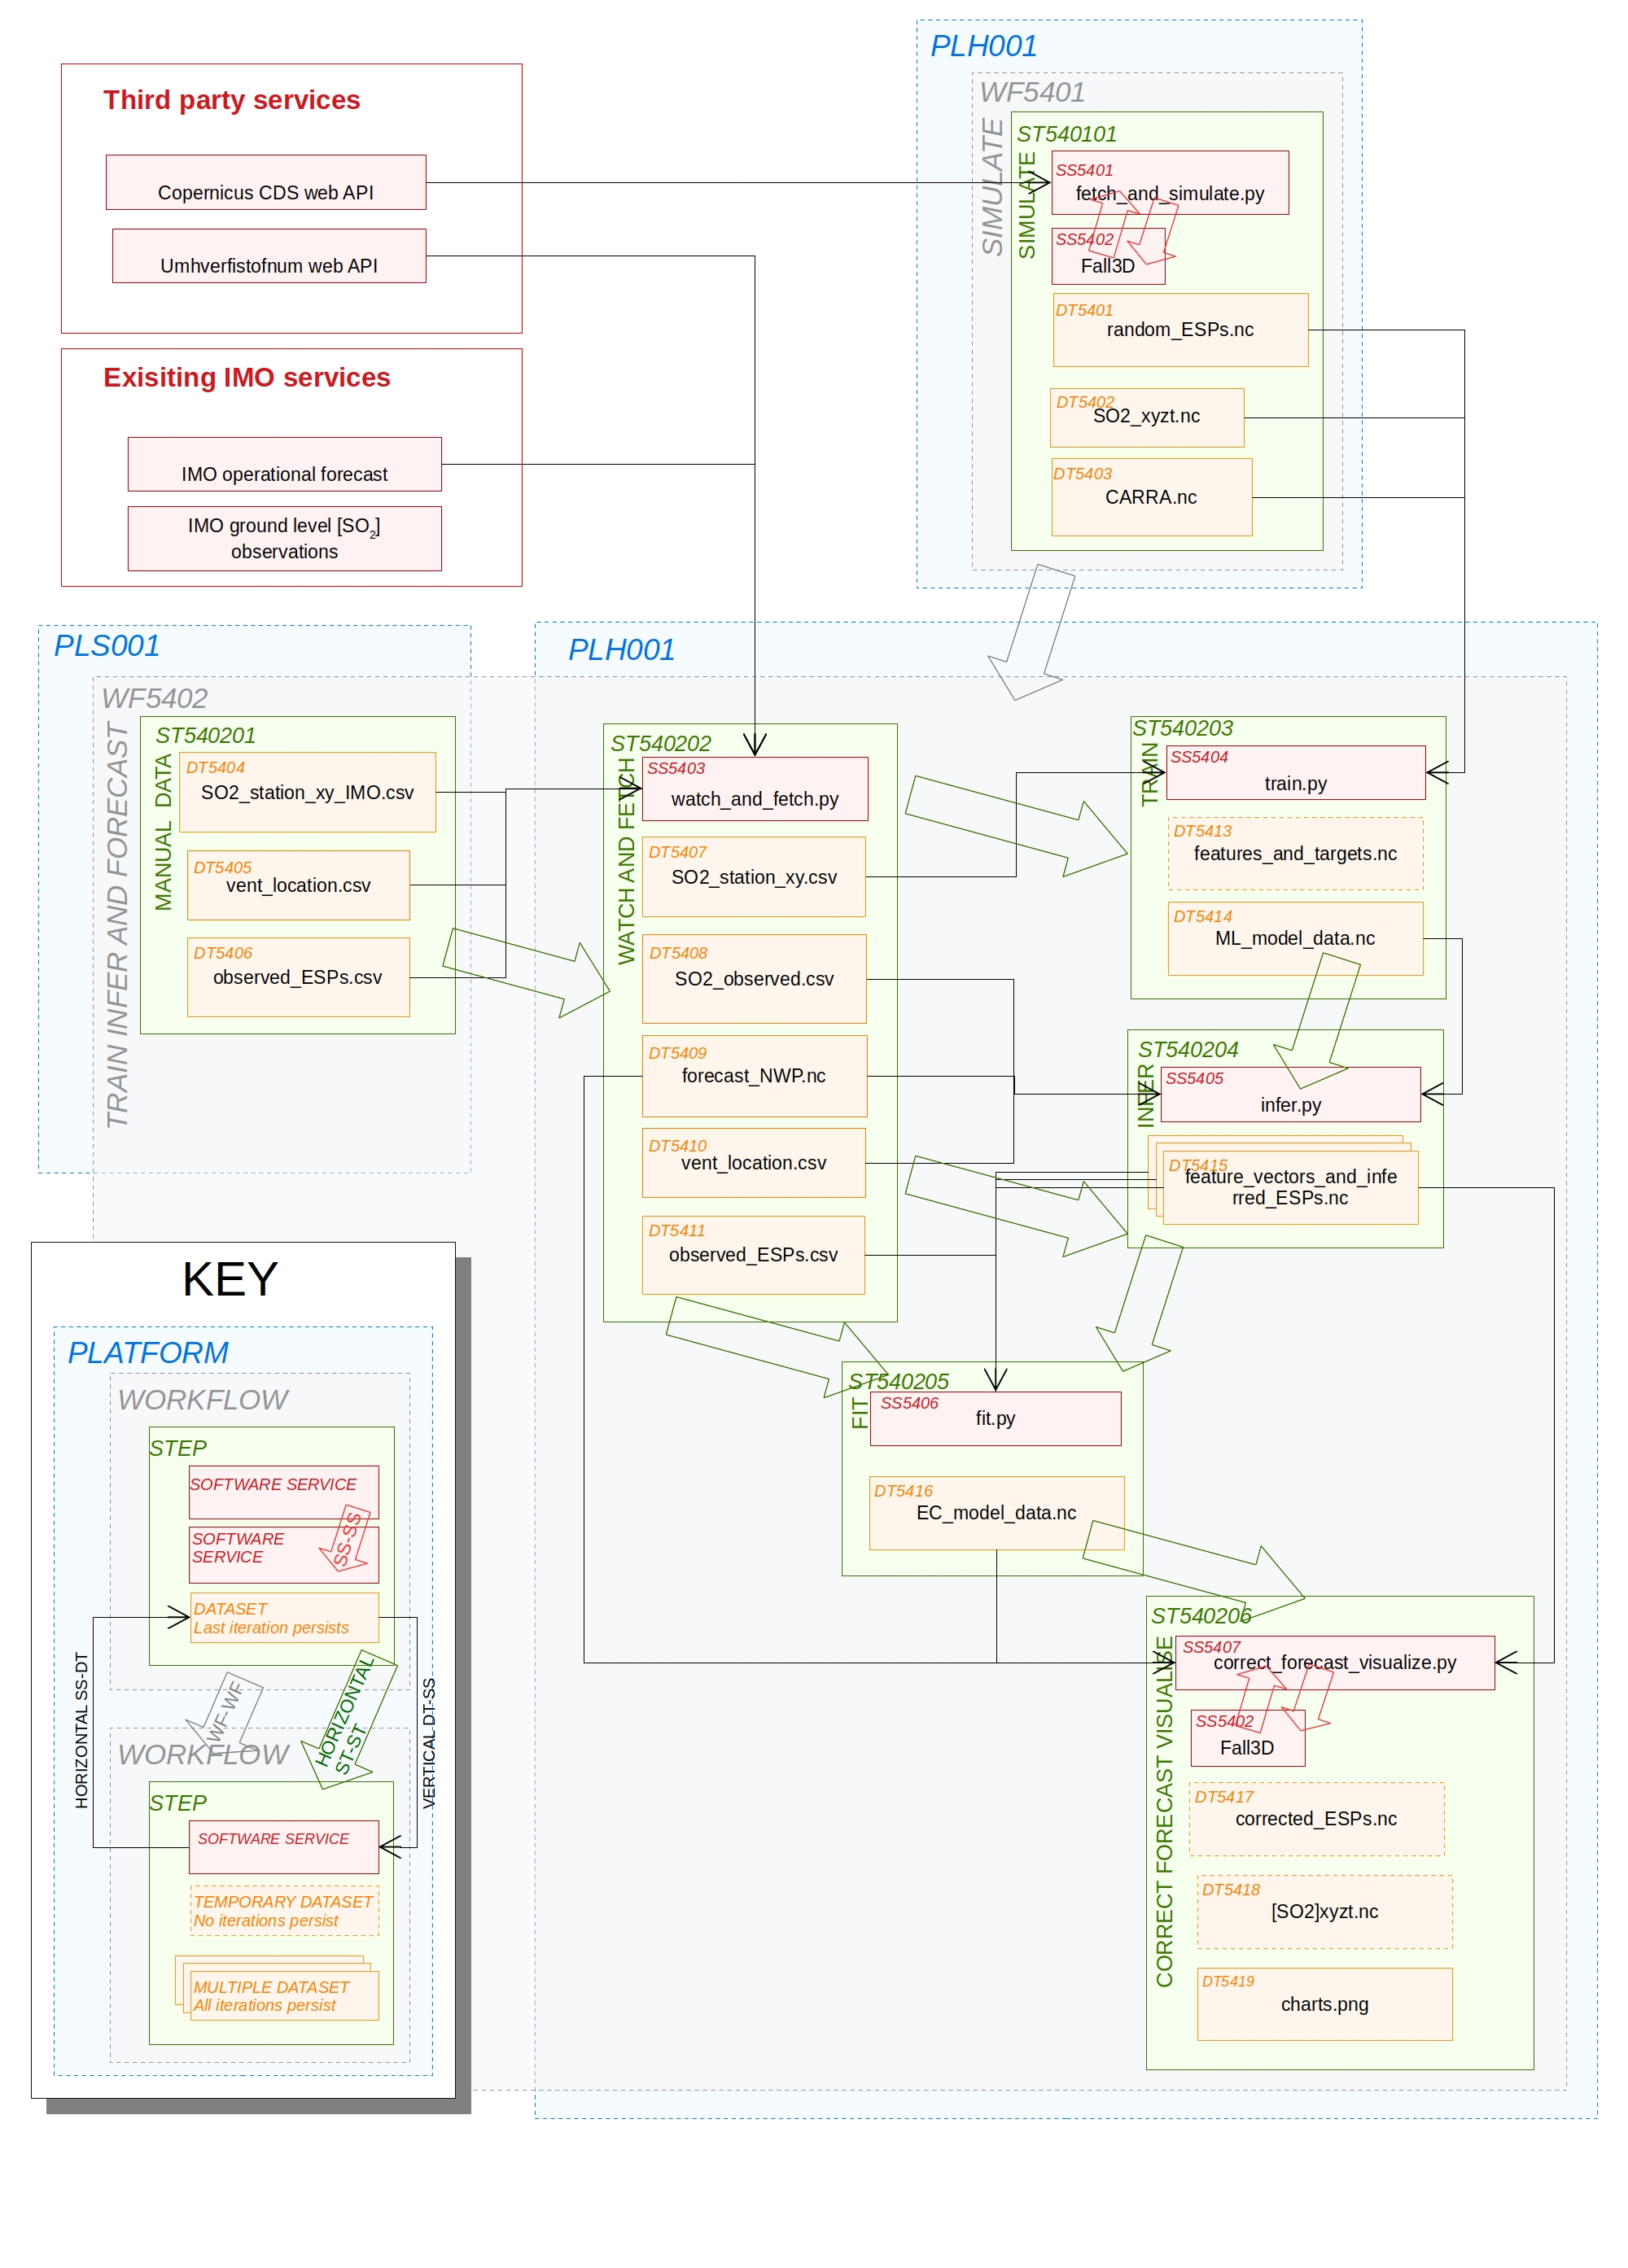 PLH001
WF5401
SIMULATE
ST540101
SIMULATE
SS5401
fetch_and_simulate.py
SS5402
Fall3D
DT5401
random_ESPs.nc
DT5402
SO2_xyzt.nc
DT5403
CARRA.nc
Third party services
Copernicus CDS web API
Umhverfistofnum web API
Exisiting IMO services
IMO operational forecast
IMO ground level [SO2]
observations
PLS001
WF5402
TRAIN INFER AND FORECAST
ST540201
MANUAL DATA
DT5404
SO2_station_xy_IMO.csv
DT5405
vent_location.csv
DT5406
observed_ESPs.csv
PLH001
ST540202
WATCH AND FETCH
SS5403
watch_and_fetch.py
DT5407
SO2_station_xy.csv
DT5408
SO2_observed.csv
DT5409
forecast_NWP.nc
DT5410
vent_location.csv
DT5411
observed_ESPs.csv
ST540203
TRAIN
SS5404
train.py
DT5413
features_and_targets.nc
DT5414
ML_model_data.nc
ST540204
INFER
SS5405
infer.py
DT5415
feature_vectors_and_infe
rred_ESPs.nc
ST540205
FIT
SS5406
fit.py
DT5416
EC_model_data.nc
ST540206
CORRECT FORECAST VISUALISE
SS5407
correct_forecast_visualize.py
SS5402
Fall3D
DT5417
corrected_ESPs.nc
DT5418
[SO2]xyzt.nc
DT5419
charts.png
KEY
PLATFORM
WORKFLOW
STEP
SOFTWARE SERVICE
SOFTWARE
SERVICE
SS-SS
DATASET
Last iteration persists
HORIZONTAL SS-DT
WF-WF
HORIZONTAL
ST-ST
VERTICAL DT-SS
WORKFLOW
STEP
SOFTWARE SERVICE
TEMPORARY DATASET
No iterations persist
MULTIPLE DATASET
All iterations persist